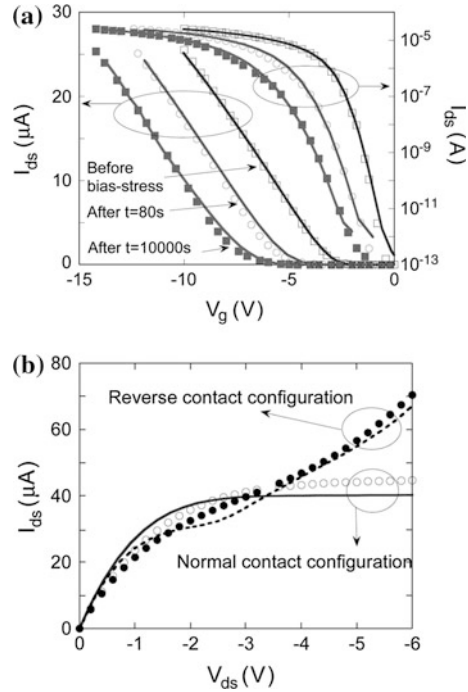 (a)
30
20
10
0
I_ds (μA)
10^-5
10^-7
10^-9
10^-11
10^-13
I_ds (A)
Before
bias-stress
After t=80s
After t=10000s
-15
-10
-5
0
V_g (V)
(b)
80
60
40
20
0
I_ds (μA)
Reverse contact configuration
Normal contact configuration
0
-1
-2
-3
-4
-5
-6
V_ds (V)